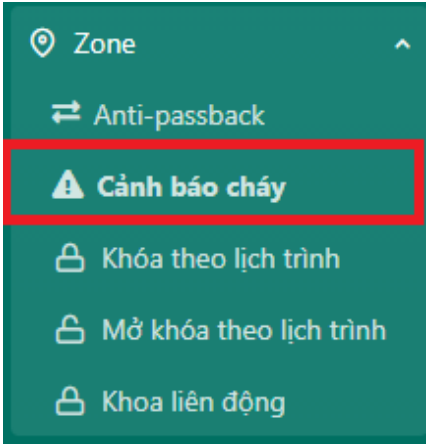 Zone
Anti-passback
Cảnh báo cháy
Khóa theo lịch trình
Mở khóa theo lịch trình
Khoa liên động